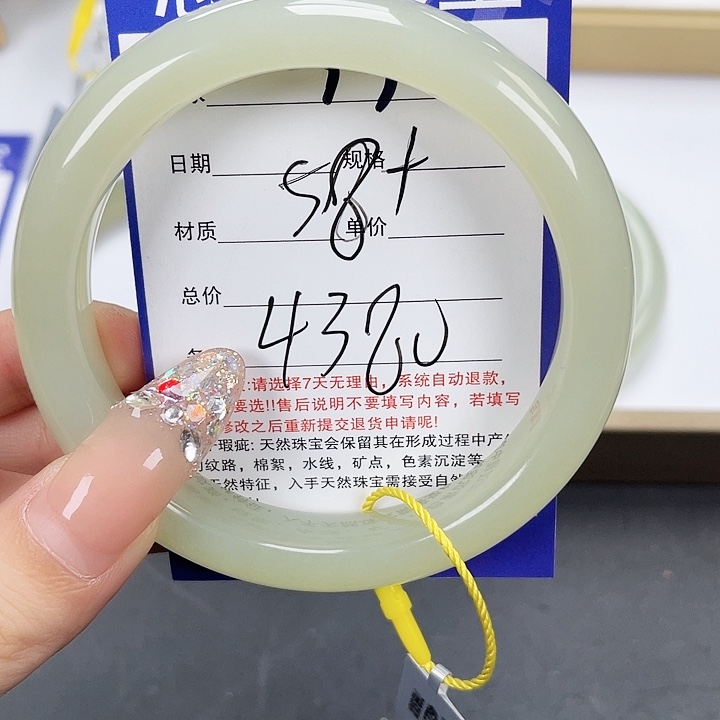 日期 规格
58+
材质 单价
总价
4380
:请选择7天无理由,系统自动退款,
要选!!售后说明不要填写内容,若填写
修改之后重新提交退货申请呢!
瑕疵:天然珠宝会保留其在形成过程中产
纹路,棉絮,水线,矿点,色素沉淀等
天然特征,入手天然珠宝需接受自然